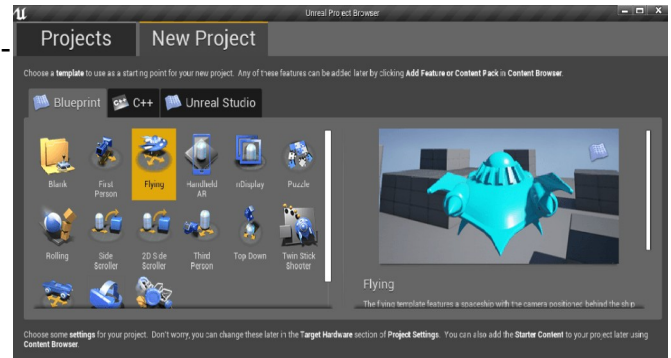 Unreal Project Browser
Projects
New Project
Choose a template to use as a starting point for your new project. Any of these features can be added later by clicking Add Feature or Content Pack in Content Browser.
Blueprint
C++
Unreal Studio
Blank
First
Person
Flying
Handheld
AR
nDisplay
Puzzle
Rolling
Side
Scroller
2D Side
Scroller
Third
Person
Top Down
Twin Stick
Shooter
Flying
The flying template features a spaceship with the camera positioned behind the ship
Choose some settings for your project. Don't worry, you can change these later in the Target Hardware section of Project Settings. You can also add the Starter Content to your project later using
Content Browser.